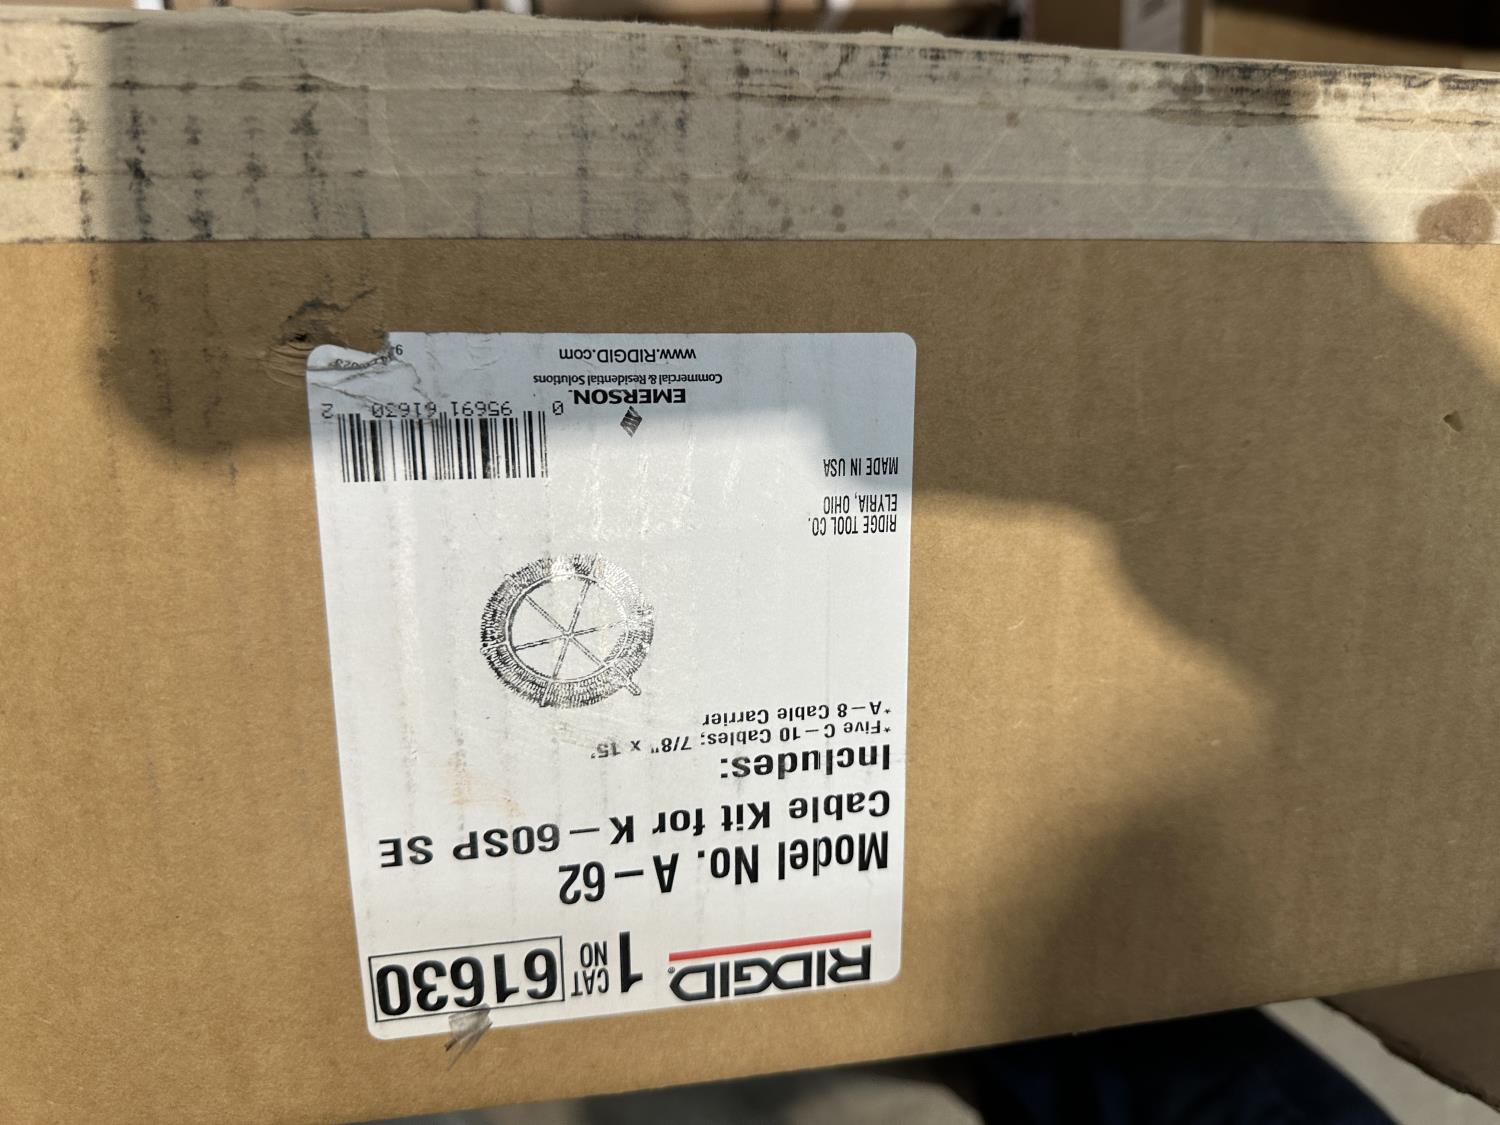 RIDGID® 1 CAT NO 61630
Model No. A-62
Cable Kit for K-60SP SE
Includes:
*Five C-10 Cables; 7/8" x 15'
*A-8 Cable Carrier
RIDGE TOOL CO.
ELYRIA, OHIO
MADE IN USA
0 95691 61630 2
EMERSON.
Commercial & Residential Solutions
www.RIDGID.com